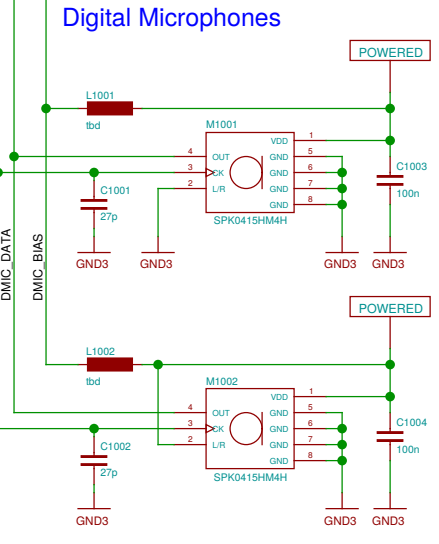 Digital Microphones
POWERED
L1001
tbd
M1001
VDD 1
4 OUT GND 5
3 CK GND 6
2 L/R GND 7
GND 8
SPK0415HM4H
C1001
27p
C1003
100n
GND3 GND3 GND3 GND3
DMIC_DATA
DMIC_BIAS
POWERED
L1002
tbd
M1002
VDD 1
4 OUT GND 5
3 CK GND 6
2 L/R GND 7
GND 8
SPK0415HM4H
C1002
27p
C1004
100n
GND3 GND3 GND3